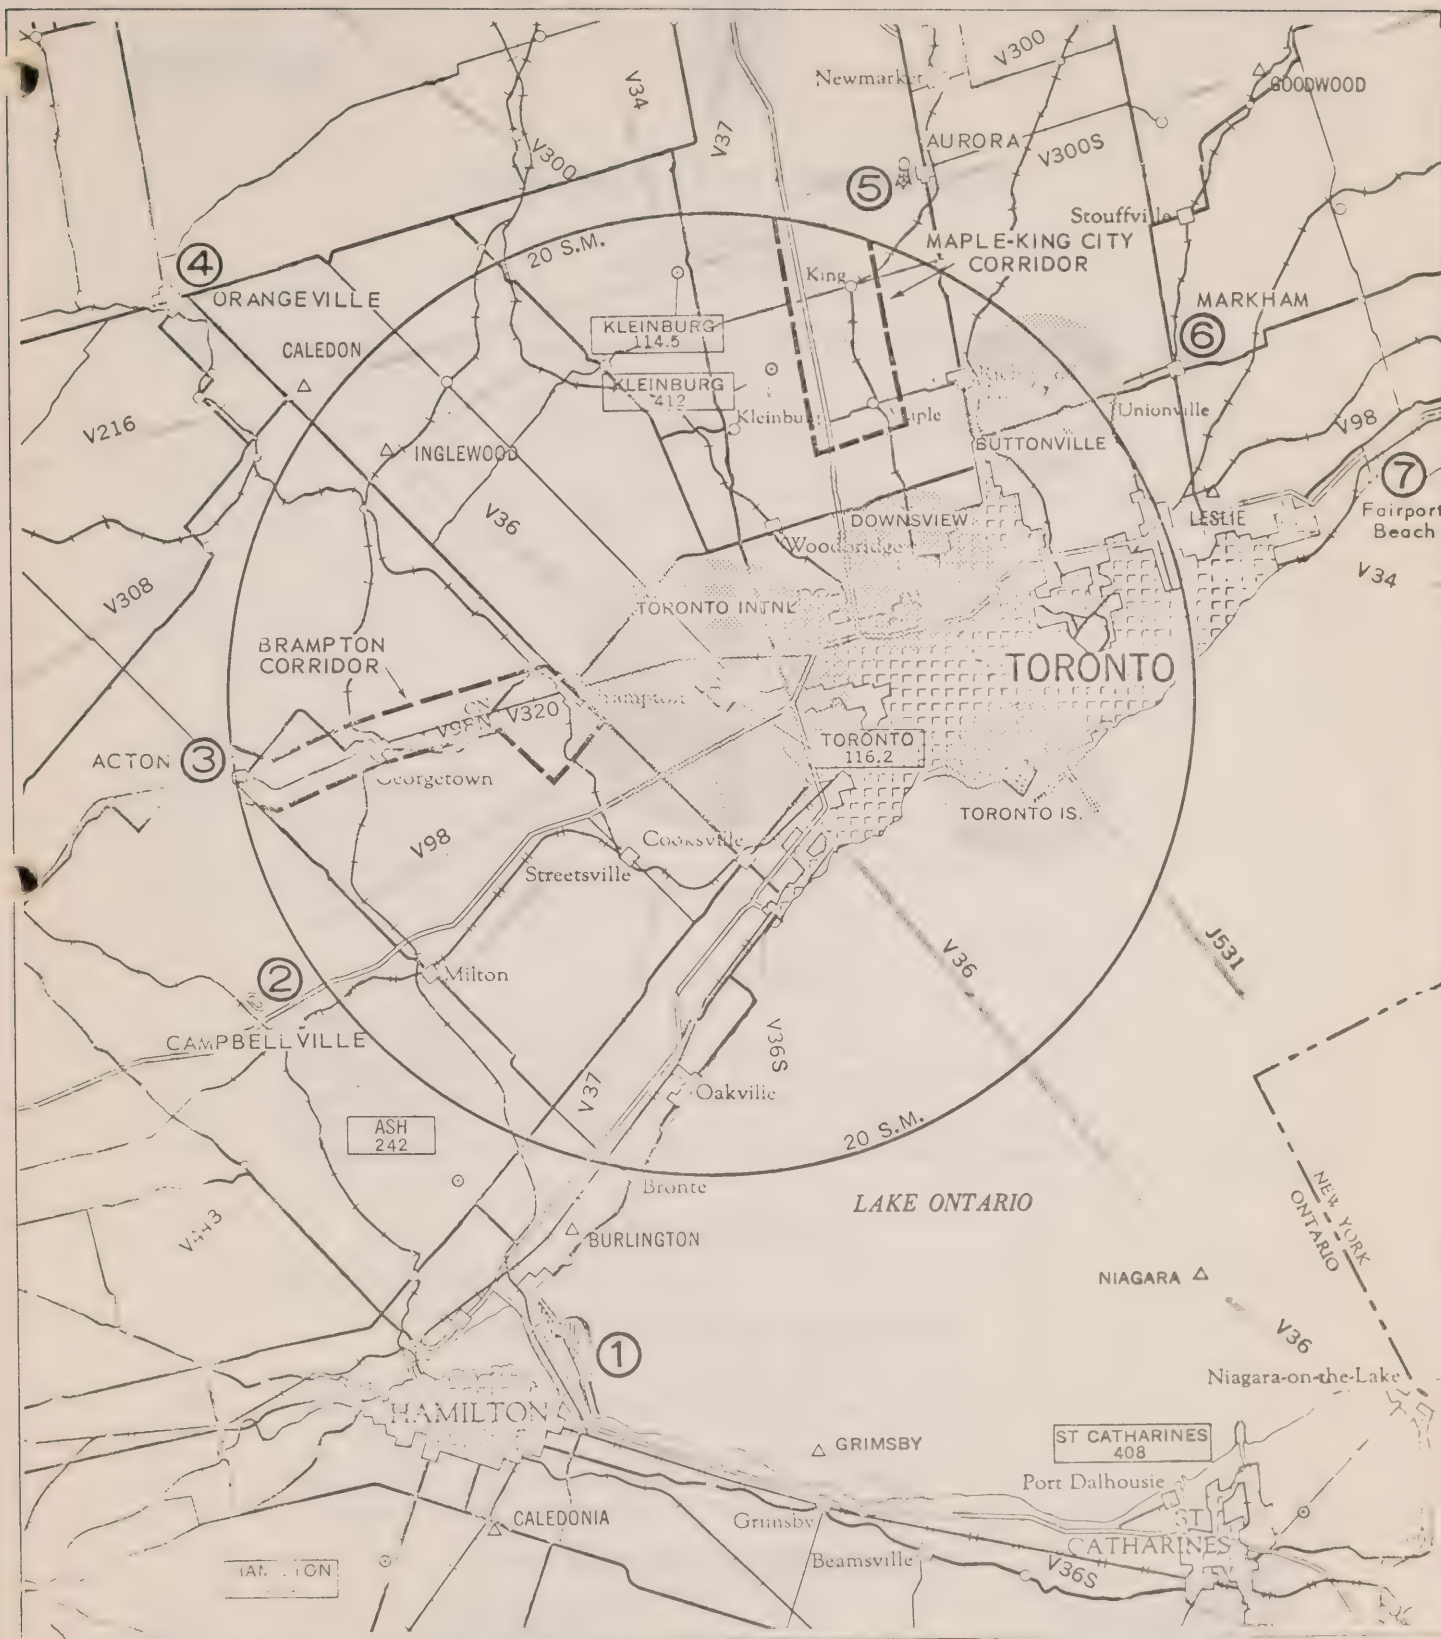 V300
Newmarket
GOODWOOD
V34
V37
AURORA
V300
V300S
5
Stouffville
20 S.M.
MAPLE-KING CITY
CORRIDOR
4
King
ORANGEVILLE
MARKHAM
KLEINBURG
114.5
6
CALEDON
KLEINBURG
412
Kleinburg
Unionville
V216
V98
BUTTONVILLE
INGLEWOOD
7
V36
DOWNSVIEW
LESLIE
Fairport
Beach
Woodbridge
V34
V308
TORONTO INTNL
BRAMPTON
CORRIDOR
TORONTO
CN
V98N
V320
TORONTO
116.2
ACTON
3
Georgetown
TORONTO IS.
V98
Cooksville
Streetsville
V36
J531
2
Milton
CAMPBELLVILLE
V36S
V37
Oakville
ASH
242
20 S.M.
Bronte
LAKE ONTARIO
NEW YORK
ONTARIO
V443
BURLINGTON
NIAGARA
V36
1
Niagara-on-the-Lake
HAMILTON
GRIMSBY
ST CATHARINES
408
Port Dalhousie
CALEDONIA
Grimsby
ST
CATHARINES
Beamsville
V36S